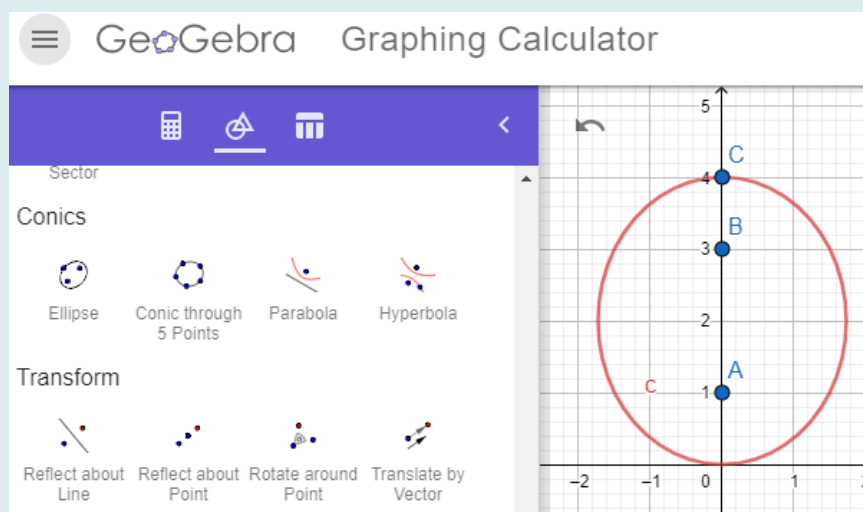 GeoGebra Graphing Calculator
Sector
Conics
Ellipse
Conic through
5 Points
Parabola
Hyperbola
Transform
Reflect about
Line
Reflect about
Point
Rotate around
Point
Translate by
Vector
5
C
4
B
3
2
A
c
1
−2 −1 0 1